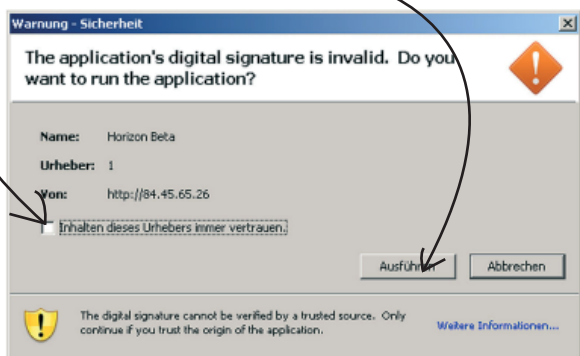 Warnung - Sicherheit
The application's digital signature is invalid. Do you
want to run the application?
Name: Horizon Beta
Urheber: 1
Von: http://84.45.65.26
Inhalten dieses Urhebers immer vertrauen.
Ausführen Abbrechen
The digital signature cannot be verified by a trusted source. Only
continue if you trust the origin of the application.
Weitere Informationen...